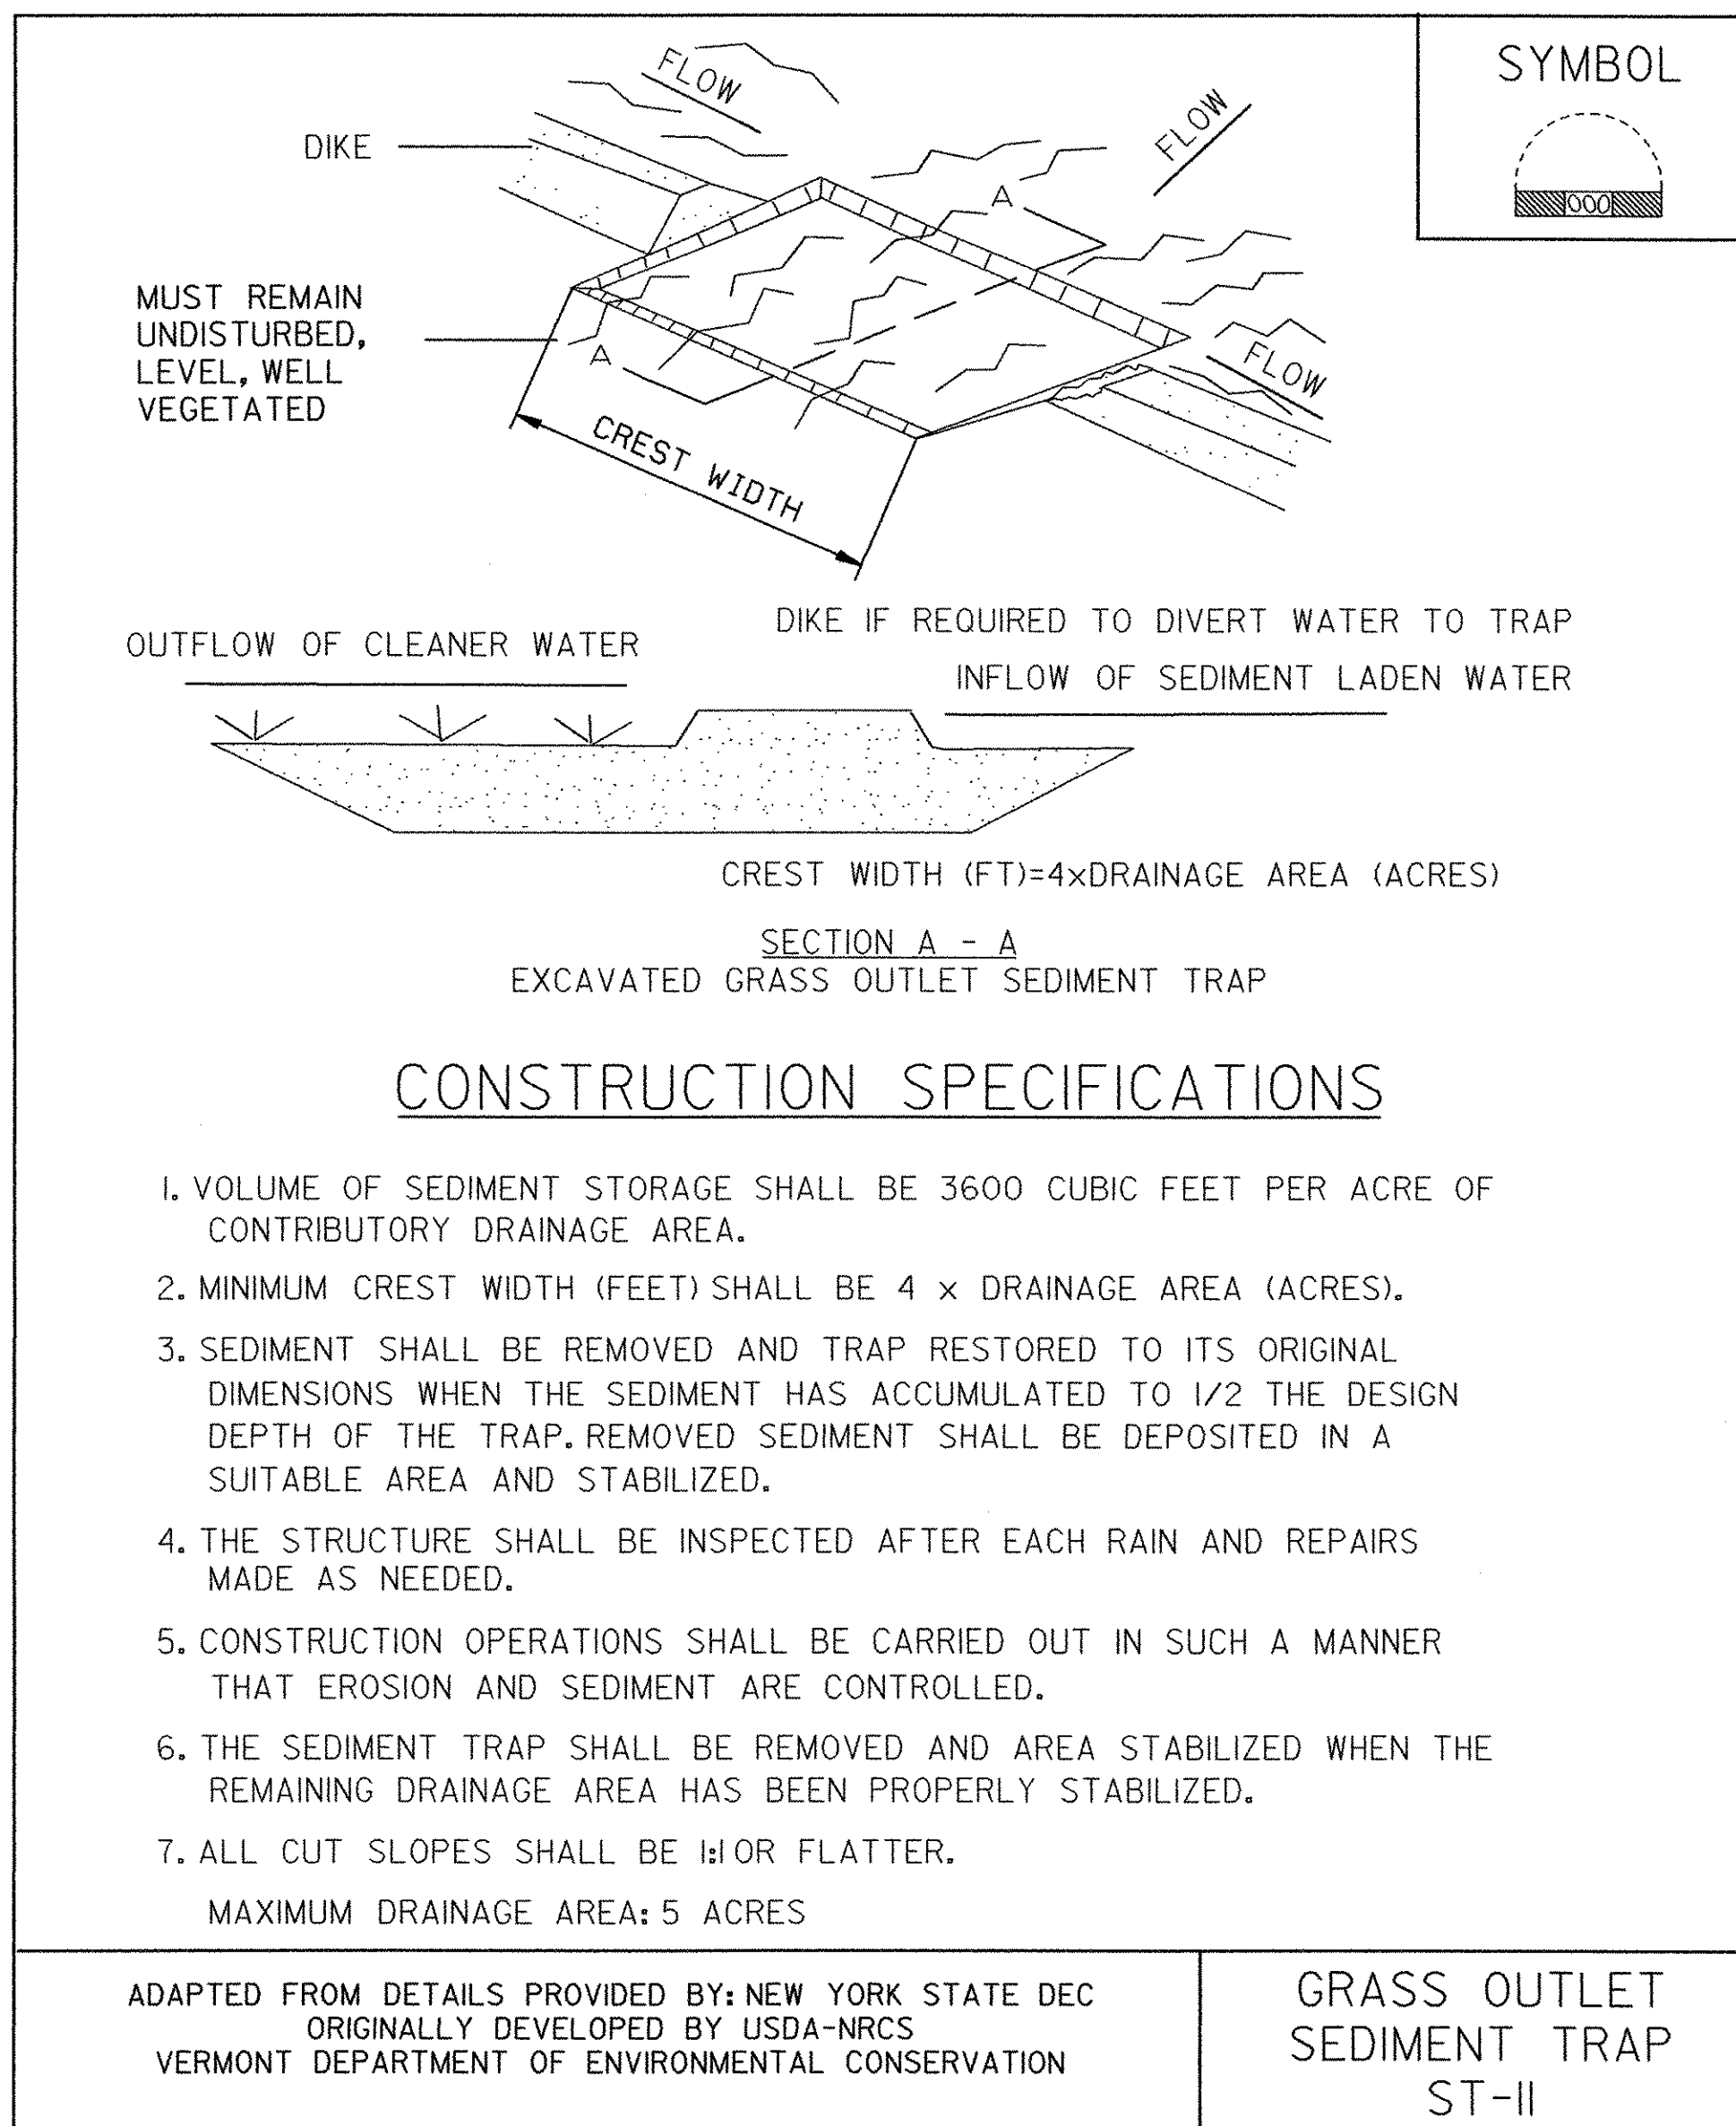 SYMBOL
FLOW
FLOW
DIKE
A
MUST REMAIN
UNDISTURBED,
LEVEL, WELL
VEGETATED
A
FLOW
CREST WIDTH
DIKE IF REQUIRED TO DIVERT WATER TO TRAP
OUTFLOW OF CLEANER WATER
INFLOW OF SEDIMENT LADEN WATER
CREST WIDTH (FT)=4xDRAINAGE AREA (ACRES)
SECTION A - A
EXCAVATED GRASS OUTLET SEDIMENT TRAP
CONSTRUCTION SPECIFICATIONS
1. VOLUME OF SEDIMENT STORAGE SHALL BE 3600 CUBIC FEET PER ACRE OF
CONTRIBUTORY DRAINAGE AREA.
2. MINIMUM CREST WIDTH (FEET) SHALL BE 4 x DRAINAGE AREA (ACRES).
3. SEDIMENT SHALL BE REMOVED AND TRAP RESTORED TO ITS ORIGINAL
DIMENSIONS WHEN THE SEDIMENT HAS ACCUMULATED TO 1/2 THE DESIGN
DEPTH OF THE TRAP. REMOVED SEDIMENT SHALL BE DEPOSITED IN A
SUITABLE AREA AND STABILIZED.
4. THE STRUCTURE SHALL BE INSPECTED AFTER EACH RAIN AND REPAIRS
MADE AS NEEDED.
5. CONSTRUCTION OPERATIONS SHALL BE CARRIED OUT IN SUCH A MANNER
THAT EROSION AND SEDIMENT ARE CONTROLLED.
6. THE SEDIMENT TRAP SHALL BE REMOVED AND AREA STABILIZED WHEN THE
REMAINING DRAINAGE AREA HAS BEEN PROPERLY STABILIZED.
7. ALL CUT SLOPES SHALL BE 1:1 OR FLATTER.
MAXIMUM DRAINAGE AREA: 5 ACRES
ADAPTED FROM DETAILS PROVIDED BY: NEW YORK STATE DEC
ORIGINALLY DEVELOPED BY USDA-NRCS
VERMONT DEPARTMENT OF ENVIRONMENTAL CONSERVATION
GRASS OUTLET
SEDIMENT TRAP
ST-II